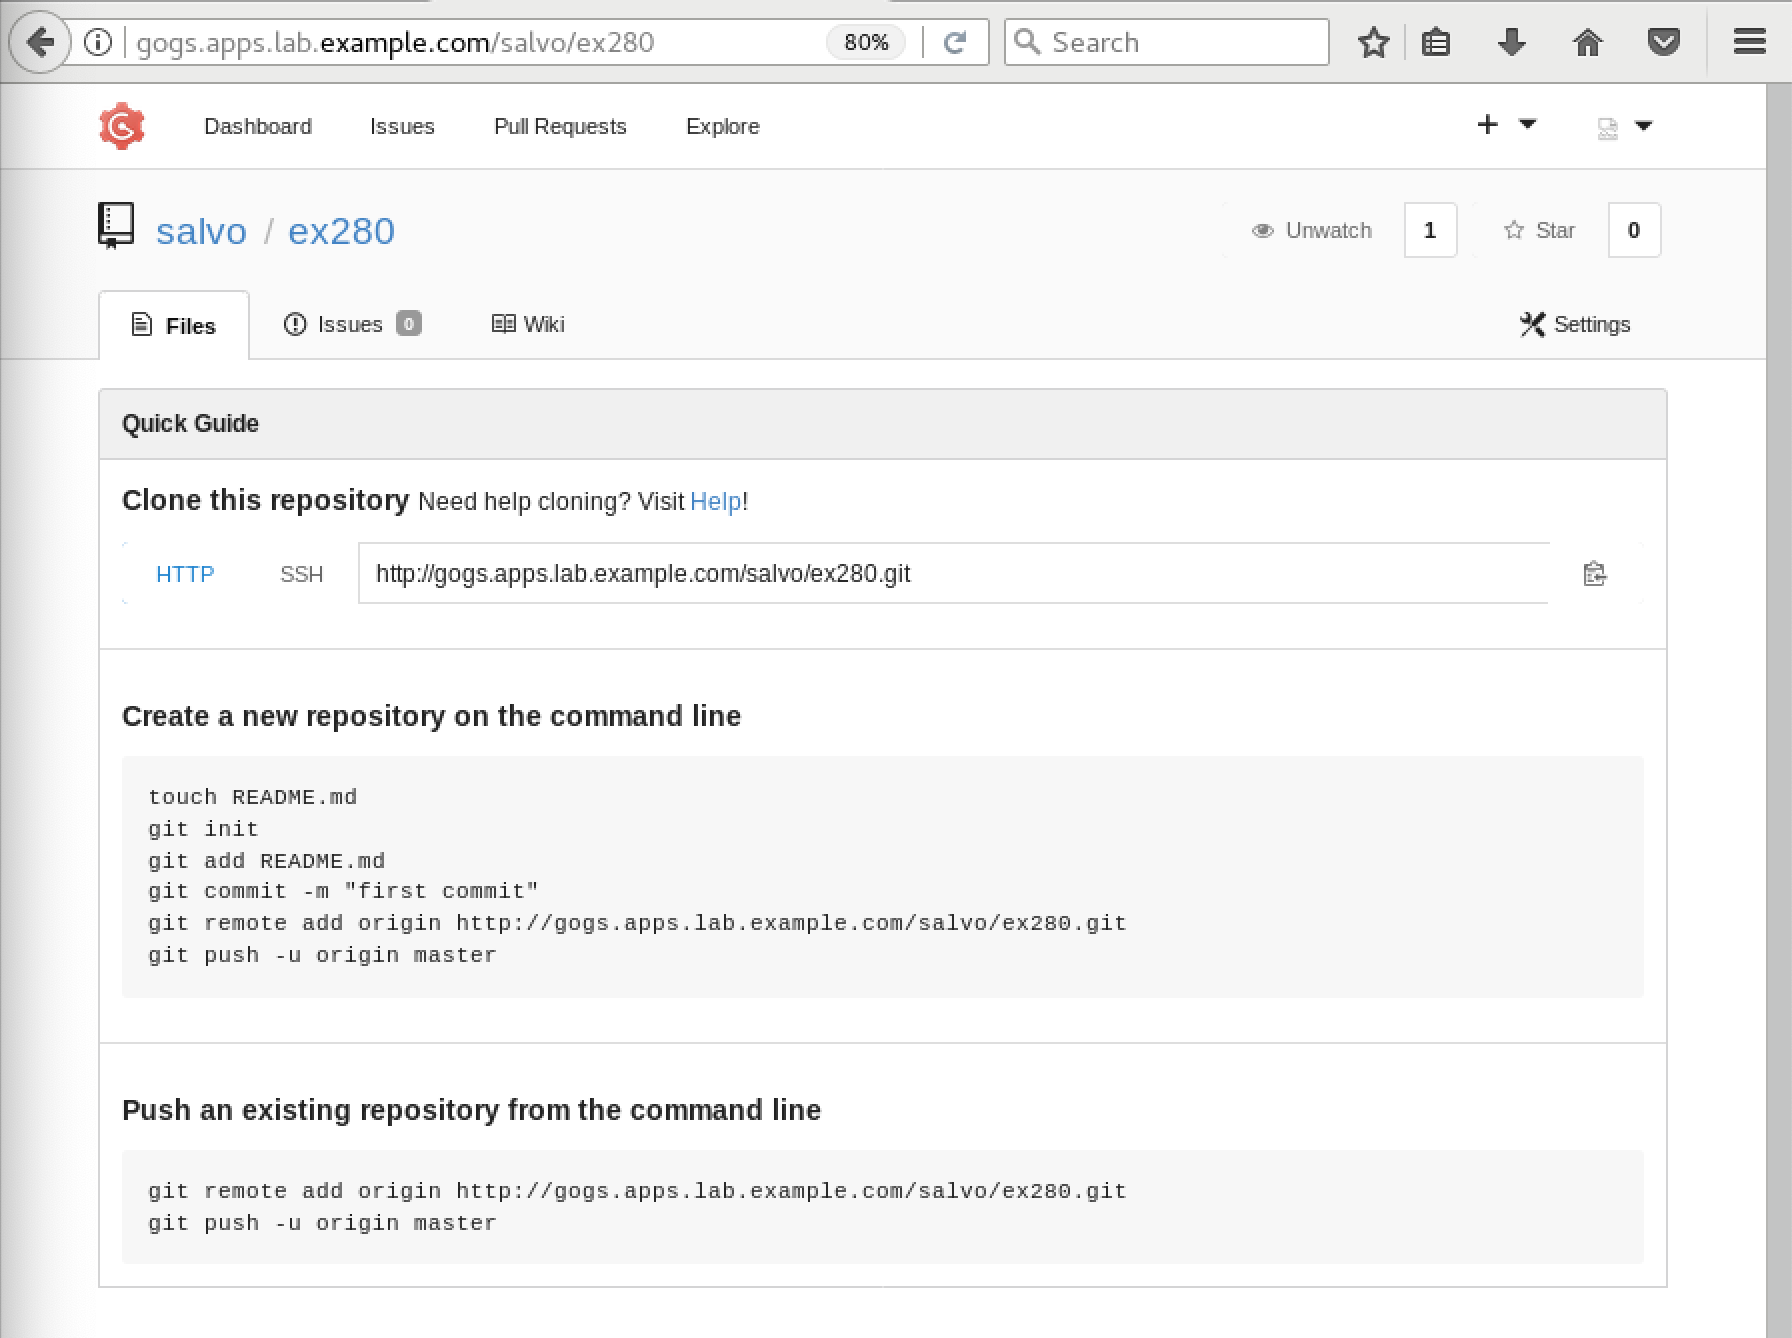 gogs.apps.lab.example.com/salvo/ex280 80% Search
Dashboard Issues Pull Requests Explore
salvo / ex280 Unwatch 1 Star 0
Files Issues 0 Wiki Settings
Quick Guide
Clone this repository Need help cloning? Visit Help!
HTTP SSH http://gogs.apps.lab.example.com/salvo/ex280.git
Create a new repository on the command line
touch README.md
git init
git add README.md
git commit -m "first commit"
git remote add origin http://gogs.apps.lab.example.com/salvo/ex280.git
git push -u origin master
Push an existing repository from the command line
git remote add origin http://gogs.apps.lab.example.com/salvo/ex280.git
git push -u origin master